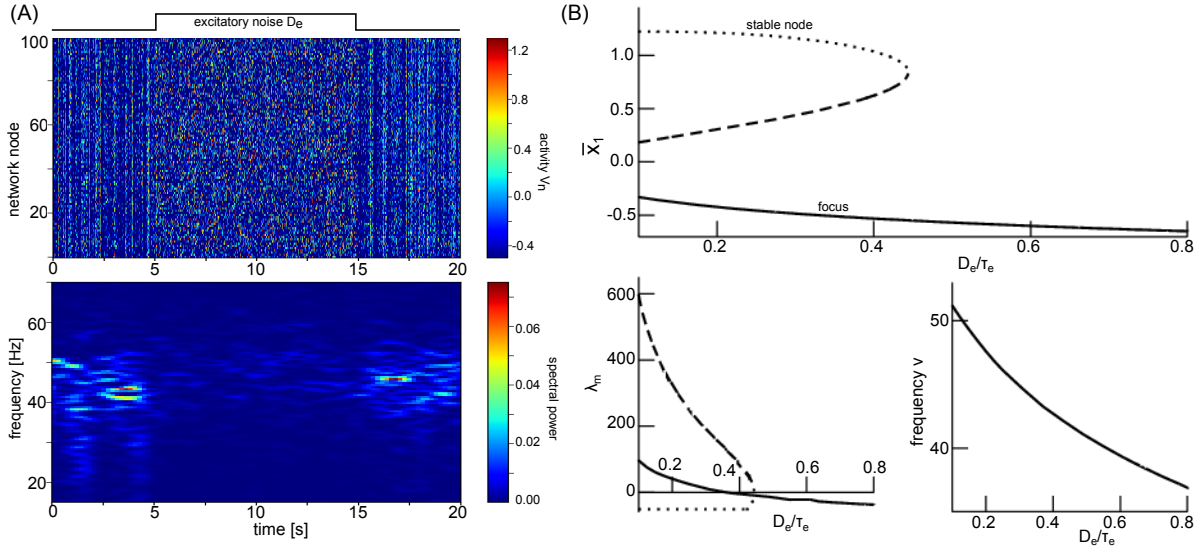 (A)
excitatory noise Dₑ
100
60
20
network node
0 5 10 15 20
1.2
0.8
0.4
0.0
-0.4
activity Vₙ
60
40
20
frequency [Hz]
0 5 10 15 20
time [s]
0.06
0.04
0.02
0.00
spectral power
(B)
stable node
1.0
0.5
0.0
-0.5
x̄₁
focus
0.2 0.4 0.6 0.8
Dₑ/τₑ
600
400
200
0
λₘ
0.2 0.4 0.6 0.8
Dₑ/τₑ
50
40
frequency v
0.2 0.4 0.6 0.8
Dₑ/τₑ